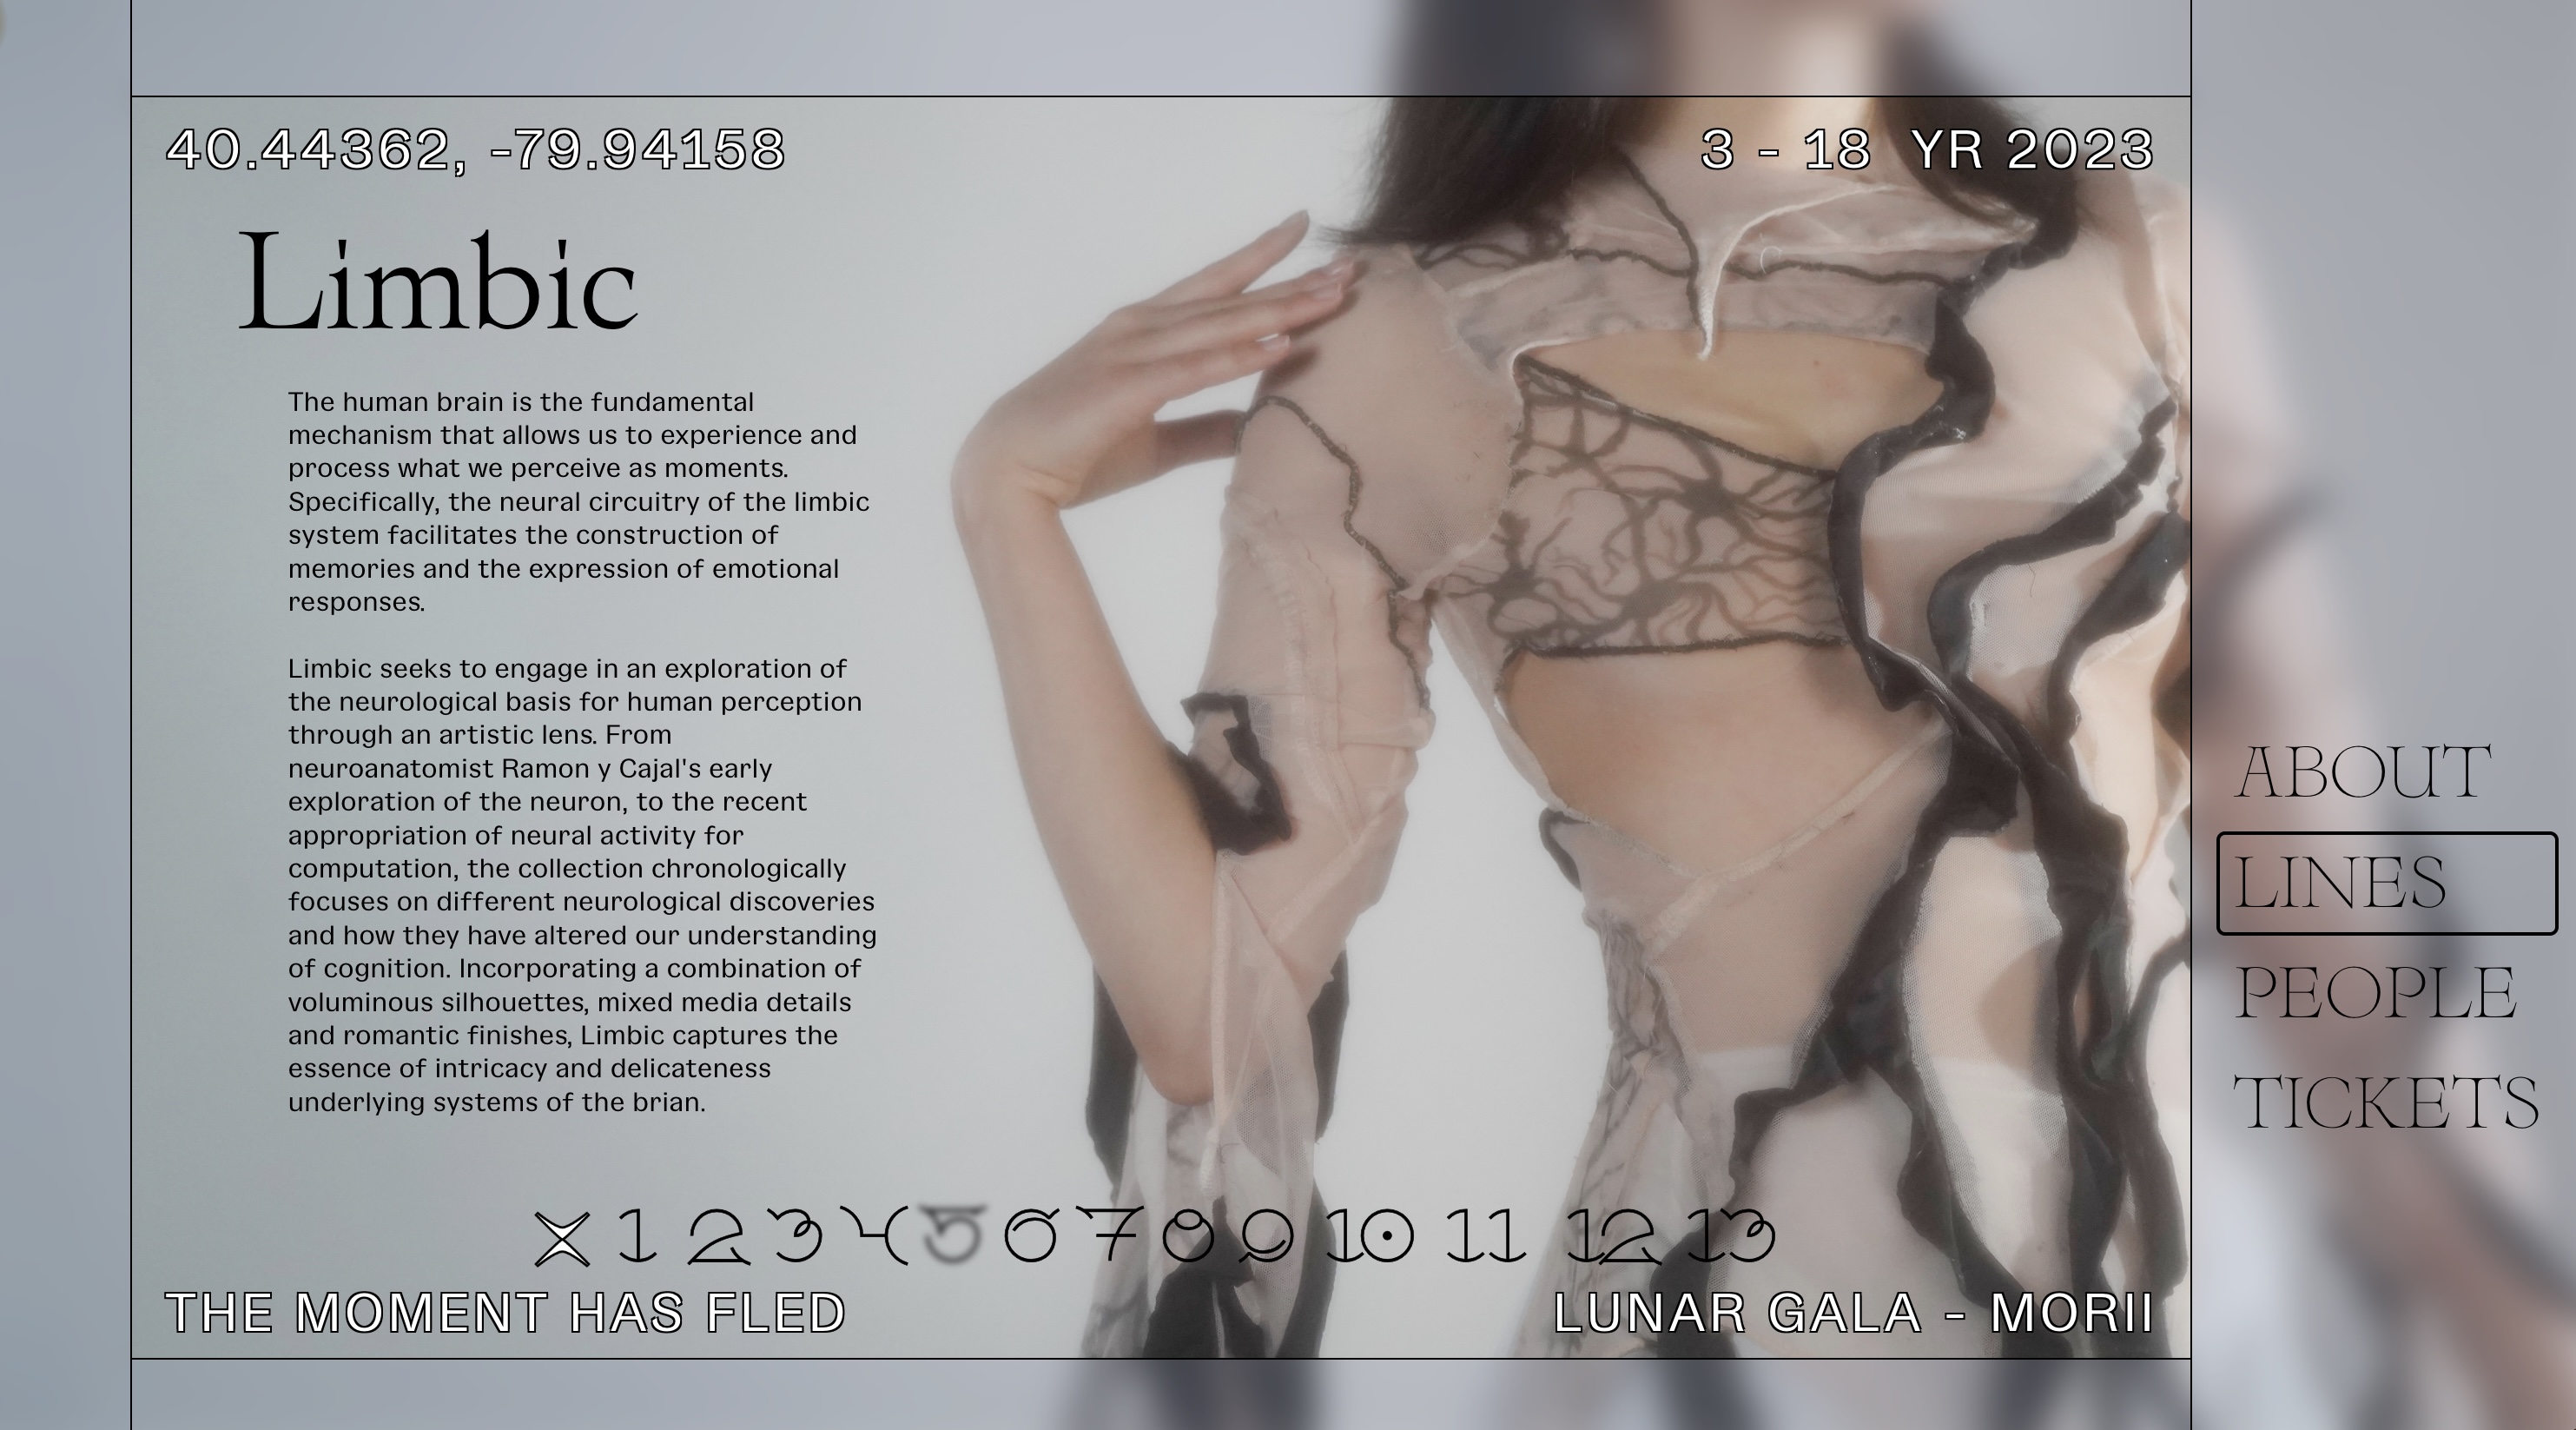 40.44362, -79.94158
3 - 18 YR 2023
Limbic
The human brain is the fundamental
mechanism that allows us to experience and
process what we perceive as moments.
Specifically, the neural circuitry of the limbic
system facilitates the construction of
memories and the expression of emotional
responses.
Limbic seeks to engage in an exploration of
the neurological basis for human perception
through an artistic lens. From
neuroanatomist Ramon y Cajal's early
exploration of the neuron, to the recent
appropriation of neural activity for
computation, the collection chronologically
focuses on different neurological discoveries
and how they have altered our understanding
of cognition. Incorporating a combination of
voluminous silhouettes, mixed media details
and romantic finishes, Limbic captures the
essence of intricacy and delicateness
underlying systems of the brian.
X 1 2 3 4 5 6 7 8 9 10 11 12 13
THE MOMENT HAS FLED
LUNAR GALA - MORII
ABOUT
LINES
PEOPLE
TICKETS